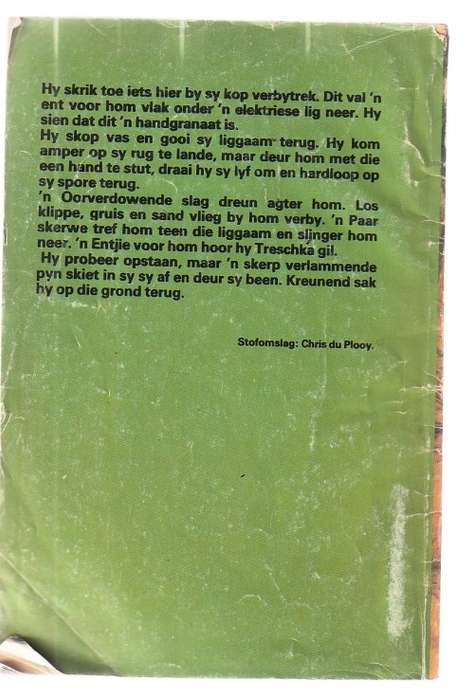 Hy skrik toe iets hier by sy kop verbytrek. Dit val 'n
ent voor hom vlak onder 'n elektriese lig neer. Hy
sien dat dit 'n handgranaat is.
Hy skop vas en gooi sy liggaam terug. Hy kom
amper op sy rug te lande, maar deur hom met die
een hand te stut, draai hy sy lyf om en hardloop op
sy spore terug.
'n Oorverdowende slag dreun agter hom. Los
klippe, gruis en sand vlieg by hom verby. 'n Paar
skerwe tref hom teen die liggaam en slinger hom
neer. 'n Entjie voor hom hoor hy Treschka gil.
Hy probeer opstaan, maar 'n skerp verlammende
pyn skiet in sy sy af en deur sy been. Kreunend sak
hy op die grond terug.
Stofomslag: Chris du Plooy.